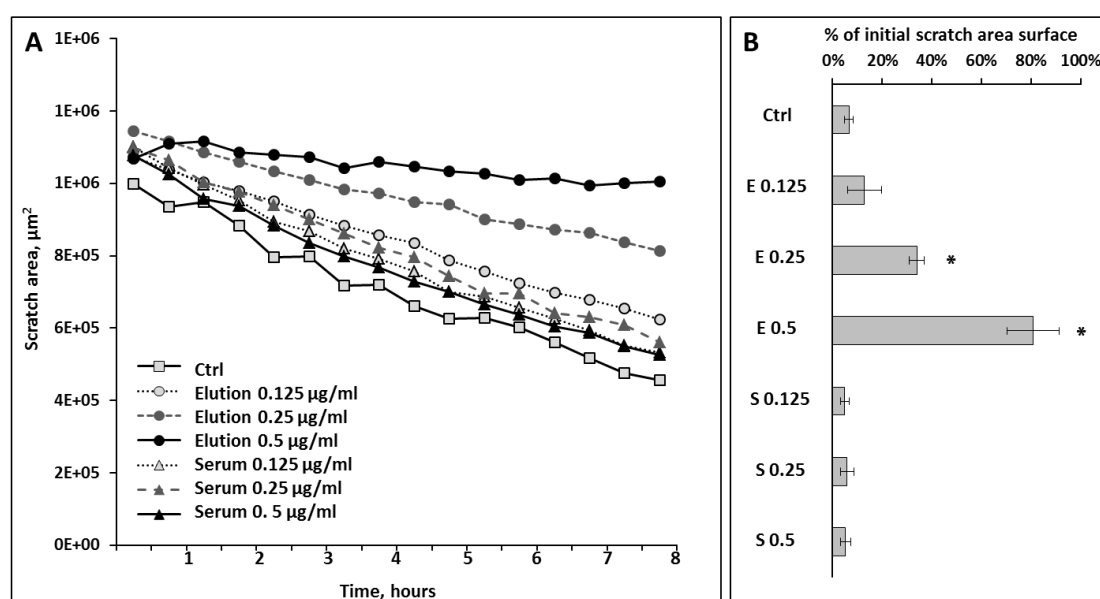 A
1E+06
1E+06
1E+06
1E+06
8E+05
6E+05
4E+05
2E+05
0E+00
Scratch area, µm2
Ctrl
Elution 0.125 µg/ml
Elution 0.25 µg/ml
Elution 0.5 µg/ml
Serum 0.125 µg/ml
Serum 0.25 µg/ml
Serum 0. 5 µg/ml
1 2 3 4 5 6 7 8
Time, hours
B
% of initial scratch area surface
0% 20% 40% 60% 80% 100%
Ctrl
E 0.125
E 0.25 *
E 0.5 *
S 0.125
S 0.25
S 0.5